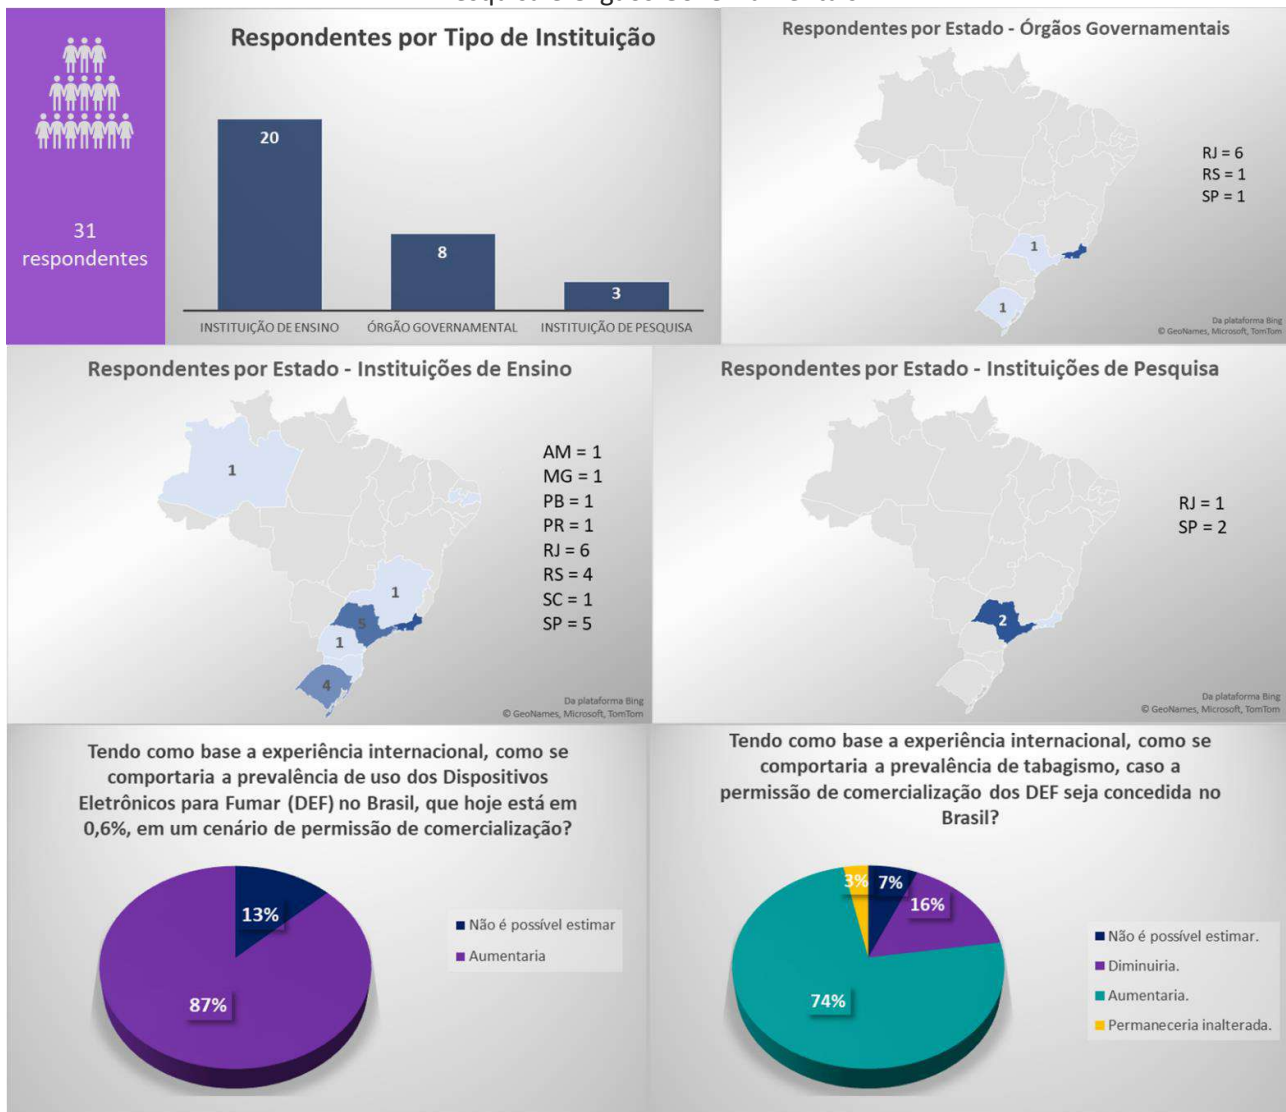 31
respondentes
Respondentes por Tipo de Instituição
20
8
3
INSTITUIÇÃO DE ENSINO
ÓRGÃO GOVERNAMENTAL
INSTITUIÇÃO DE PESQUISA
Respondentes por Estado - Órgãos Governamentais
RJ = 6
RS = 1
SP = 1
1
1
Da plataforma Bing
© GeoNames, Microsoft, TomTom
Respondentes por Estado - Instituições de Ensino
1
AM = 1
MG = 1
PB = 1
PR = 1
RJ = 6
RS = 4
SC = 1
SP = 5
1
5
1
4
Da plataforma Bing
© GeoNames, Microsoft, TomTom
Respondentes por Estado - Instituições de Pesquisa
RJ = 1
SP = 2
2
Da plataforma Bing
© GeoNames, Microsoft, TomTom
Tendo como base a experiência internacional, como se
comportaria a prevalência de uso dos Dispositivos
Eletrônicos para Fumar (DEF) no Brasil, que hoje está em
0,6%, em um cenário de permissão de comercialização?
13%
87%
Não é possível estimar
Aumentaria
Tendo como base a experiência internacional, como se
comportaria a prevalência de tabagismo, caso a
permissão de comercialização dos DEF seja concedida no
Brasil?
3%
7%
16%
74%
Não é possível estimar.
Diminuiria.
Aumentaria.
Permaneceria inalterada.